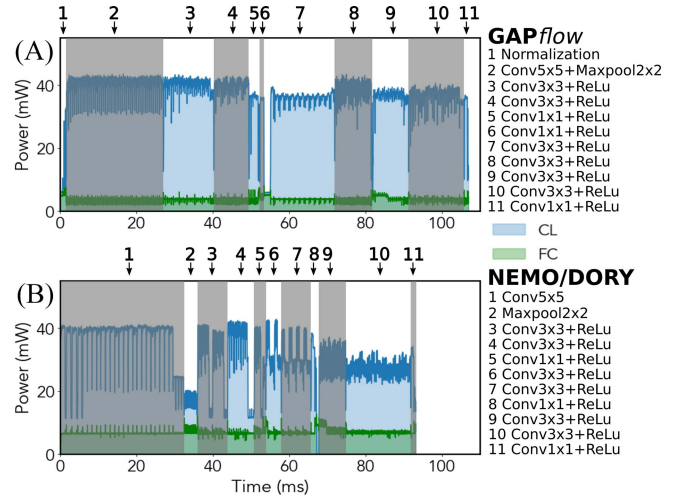 1 2 3 4 5 6 7 8 9 10 11
(A)
GAPflow
1 Normalization
2 Conv5x5+Maxpool2x2
3 Conv3x3+ReLu
4 Conv3x3+ReLu
5 Conv1x1+ReLu
6 Conv1x1+ReLu
7 Conv3x3+ReLu
8 Conv3x3+ReLu
9 Conv3x3+ReLu
10 Conv3x3+ReLu
11 Conv1x1+ReLu
Power (mW)
40
20
0
0 20 40 60 80 100
CL
FC
1 2 3 4 5 6 7 8 9 10 11
(B)
NEMO/DORY
1 Conv5x5
2 Maxpool2x2
3 Conv3x3+ReLu
4 Conv3x3+ReLu
5 Conv1x1+ReLu
6 Conv3x3+ReLu
7 Conv3x3+ReLu
8 Conv1x1+ReLu
9 Conv3x3+ReLu
10 Conv3x3+ReLu
11 Conv1x1+ReLu
Power (mW)
40
20
0
0 20 40 60 80 100
Time (ms)